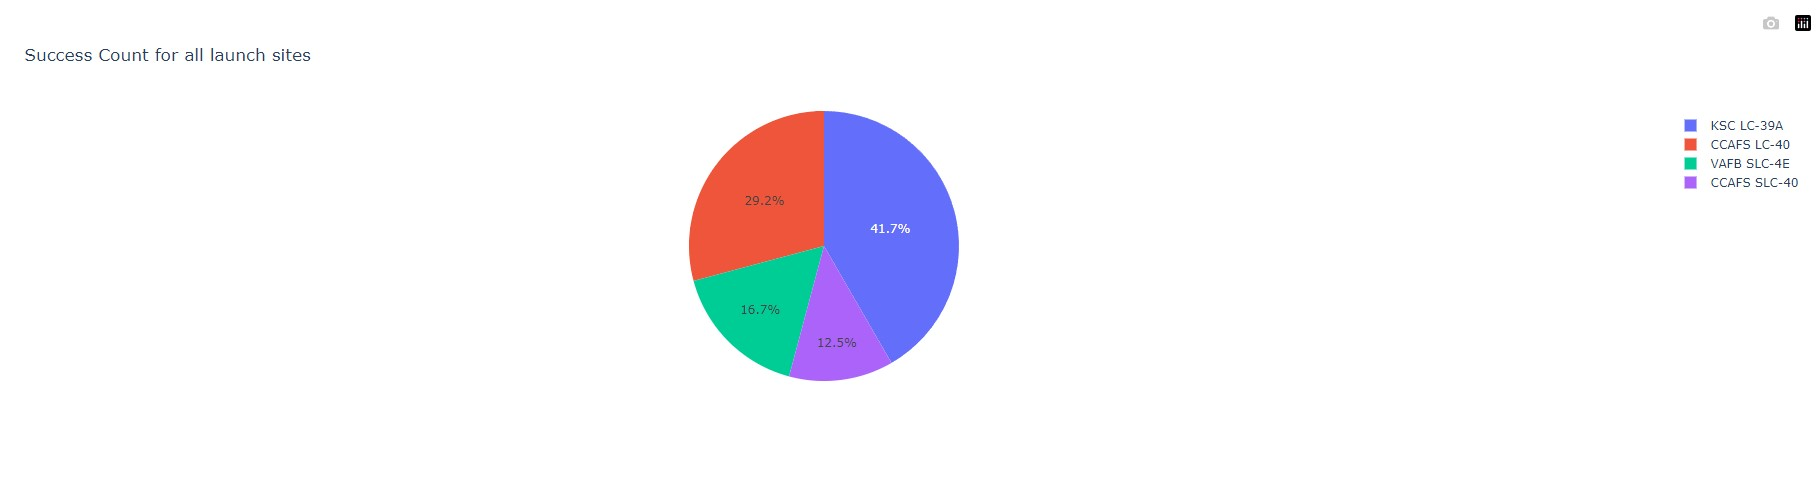 Success Count for all launch sites
KSC LC-39A
CCAFS LC-40
VAFB SLC-4E
CCAFS SLC-40
29.2%
41.7%
16.7%
12.5%